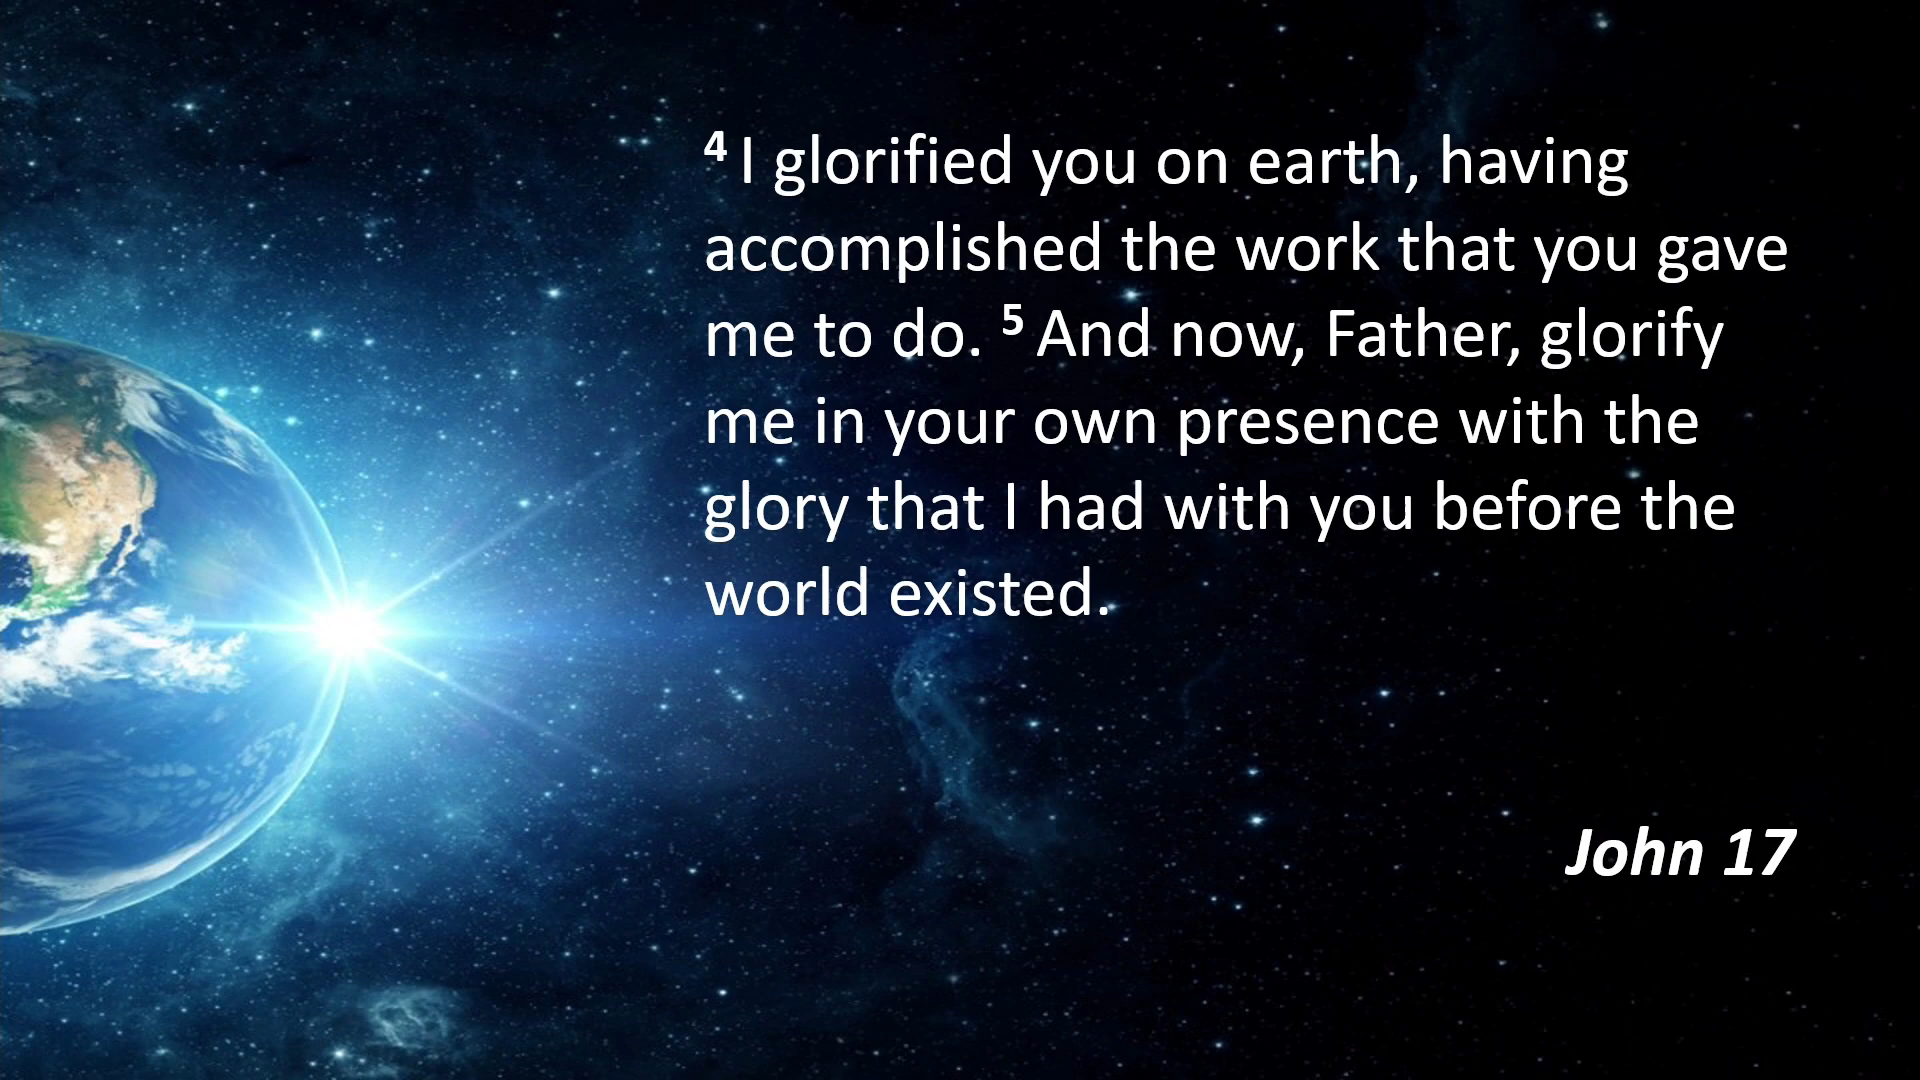 4 I glorified you on earth, having
accomplished the work that you gave
me to do. 5 And now, Father, glorify
me in your own presence with the
glory that I had with you before the
world existed.
John 17